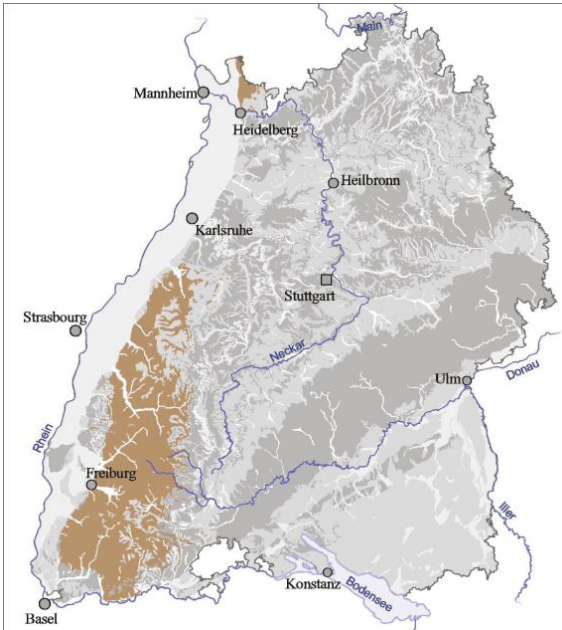 Main
Mannheim
Heidelberg
Heilbronn
Karlsruhe
Stuttgart
Strasbourg
Neckar
Ulm
Donau
Rhein
Freiburg
Iller
Konstanz
Bodensee
Basel